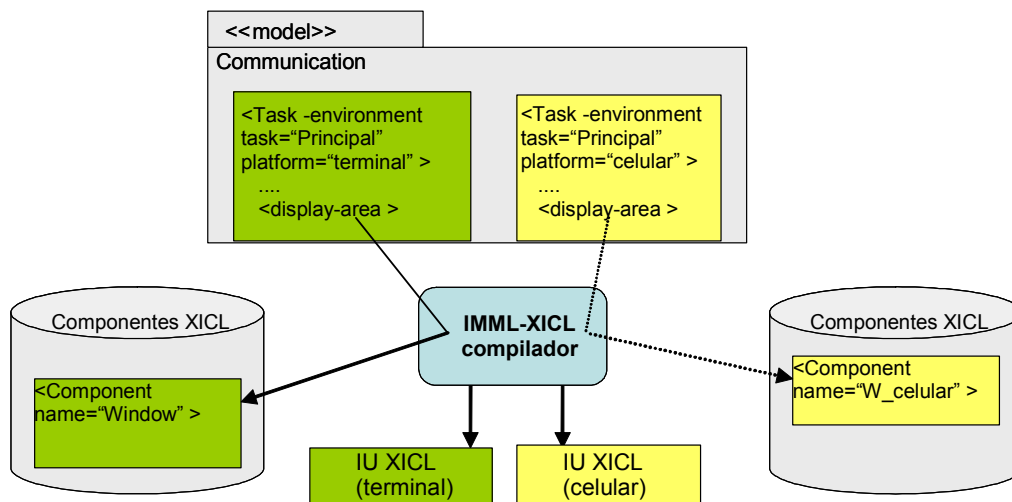 <<model>>
Communication
<Task -environment
task=“Principal”
platform=“terminal” >
....
<display-area >
<Task -environment
task=“Principal”
platform=“celular” >
....
<display-area >
Componentes XICL
<Component
name=“Window” >
IMML-XICL
compilador
Componentes XICL
<Component
name=“W_celular” >
IU XICL
(terminal)
IU XICL
(celular)